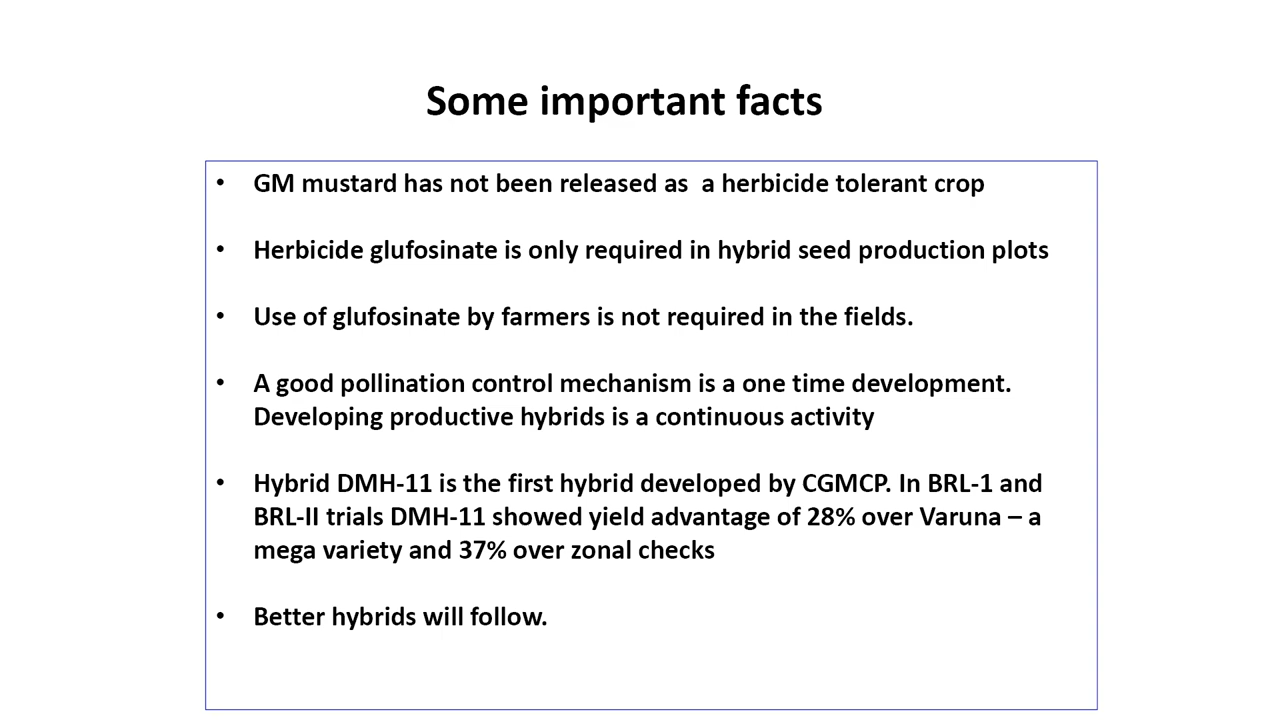 Some important facts
• GM mustard has not been released as  a herbicide tolerant crop
• Herbicide glufosinate is only required in hybrid seed production plots
• Use of glufosinate by farmers is not required in the fields.
• A good pollination control mechanism is a one time development.
Developing productive hybrids is a continuous activity
• Hybrid DMH-11 is the first hybrid developed by CGMCP. In BRL-1 and
BRL-II trials DMH-11 showed yield advantage of 28% over Varuna – a
mega variety and 37% over zonal checks
• Better hybrids will follow.